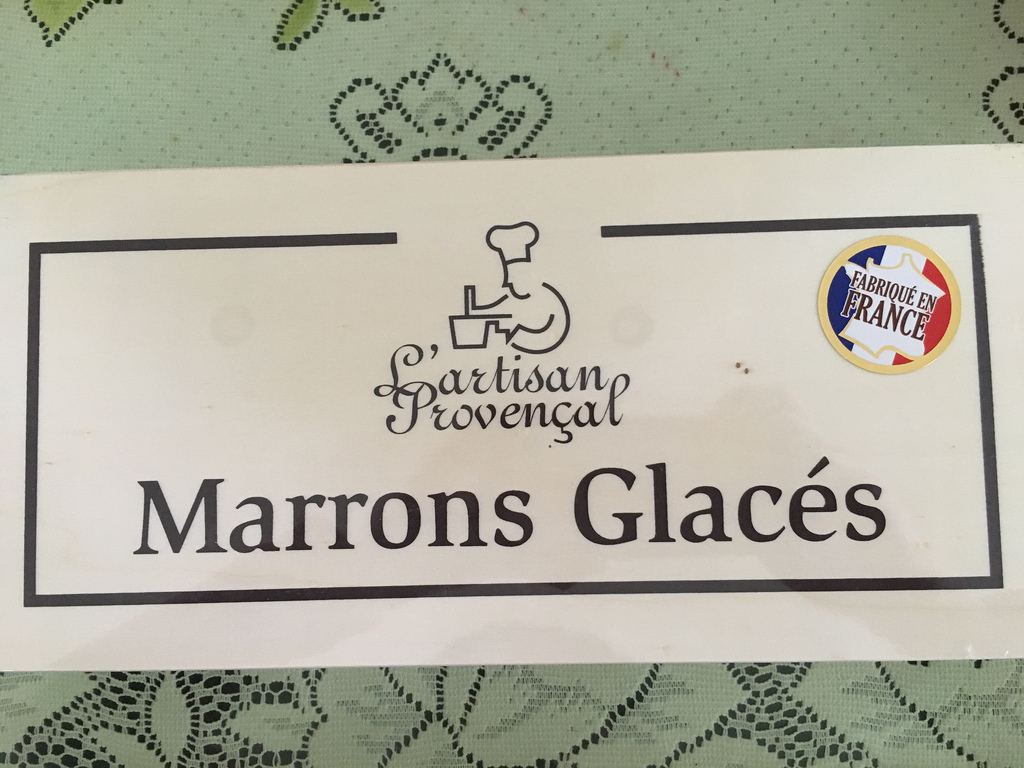 L'artisan
Provençal
Marrons Glacés
FABRIQUÉ EN
FRANCE